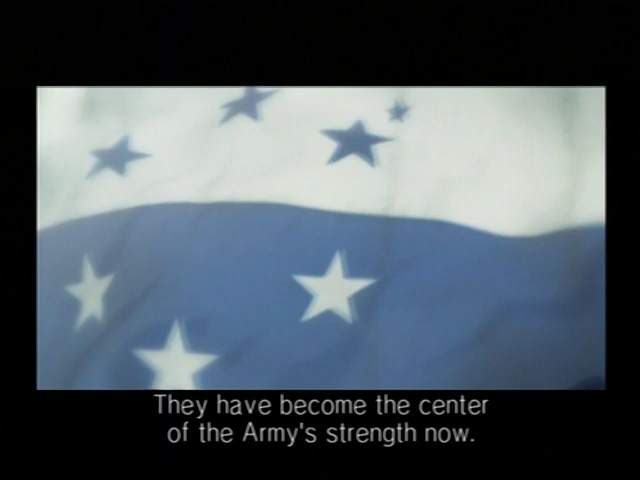 They have become the center
of the Army's strength now.